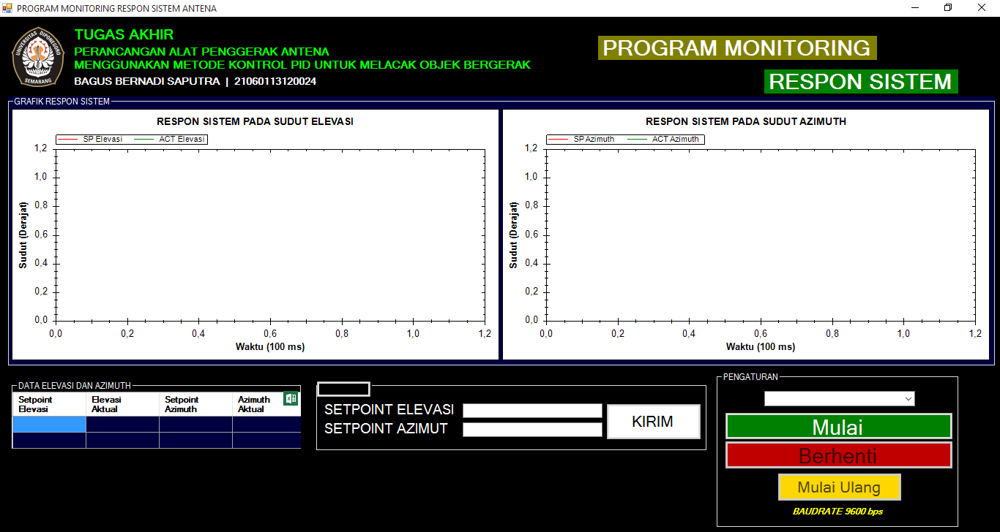 PROGRAM MONITORING RESPON SISTEM ANTENA
UNIVERSITAS DIPONEGORO
SEMARANG
TUGAS AKHIR
PERANCANGAN ALAT PENGGERAK ANTENA
MENGGUNAKAN METODE KONTROL PID UNTUK MELACAK OBJEK BERGERAK
BAGUS BERNADI SAPUTRA | 21060113120024
PROGRAM MONITORING
RESPON SISTEM
GRAFIK RESPON SISTEM
RESPON SISTEM PADA SUDUT ELEVASI
SP Elevasi ACT Elevasi
1,2
1,0
0,8
0,6
0,4
0,2
0,0
Sudut (Derajat)
0,0 0,2 0,4 0,6 0,8 1,0 1,2
Waktu (100 ms)
RESPON SISTEM PADA SUDUT AZIMUTH
SP Azimuth ACT Azimuth
1,2
1,0
0,8
0,6
0,4
0,2
0,0
Sudut (Derajat)
0,0 0,2 0,4 0,6 0,8 1,0 1,2
Waktu (100 ms)
DATA ELEVASI DAN AZIMUTH
Setpoint Elevasi Setpoint Azimuth
Elevasi Aktual Azimuth Aktual
SETPOINT ELEVASI
SETPOINT AZIMUT
KIRIM
PENGATURAN
Mulai
Berhenti
Mulai Ulang
BAUDRATE 9600 bps